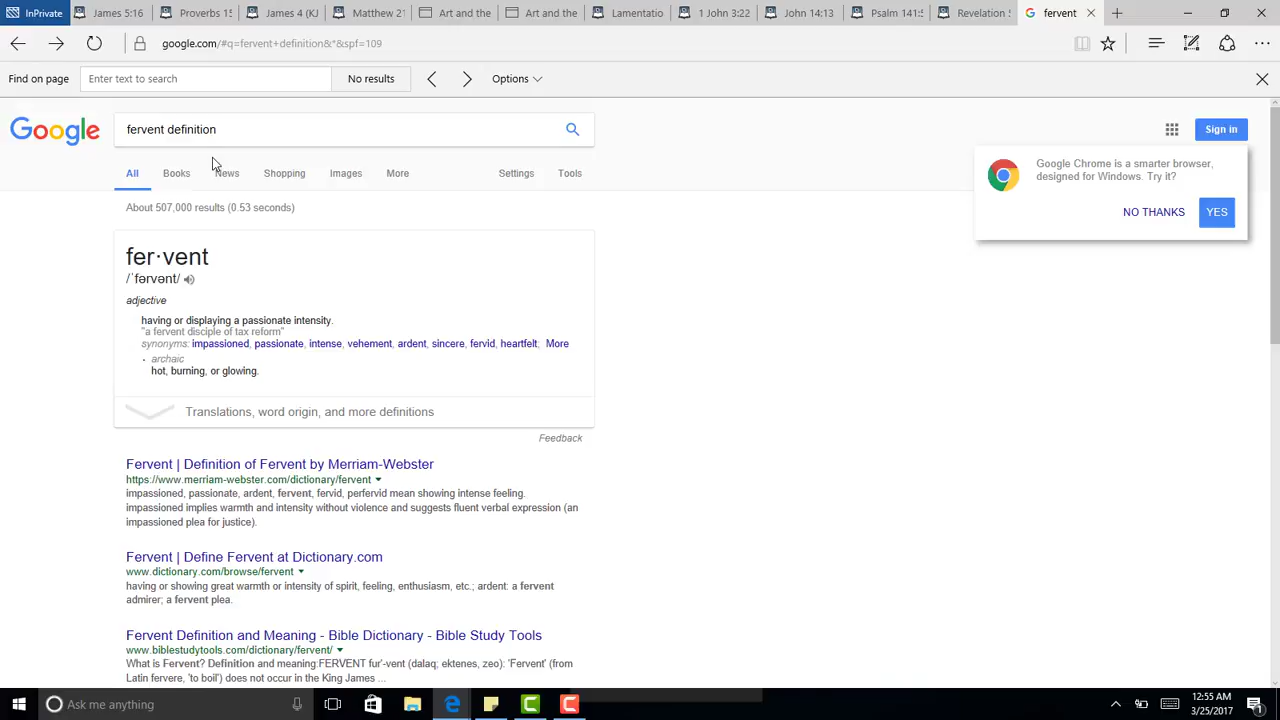 InPrivate
James 5:16
Proverbs 15
James 4 (KJ
Matthew 21
Art and the
Art and the
Lamentatio
1 John 3:22
John 14:13
Psalm 141:5
Revelation
fervent
google.com/#q=fervent+definition&*&spf=109
Find on page
Enter text to search
No results
Options
Google
fervent definition
Sign in
All
Books
News
Shopping
Images
More
Settings
Tools
Google Chrome is a smarter browser,
designed for Windows. Try it?
NO THANKS
YES
About 507,000 results (0.53 seconds)
fer·vent
/ˈfərvənt/
adjective
having or displaying a passionate intensity.
"a fervent disciple of tax reform"
synonyms: impassioned, passionate, intense, vehement, ardent, sincere, fervid, heartfelt; More
· archaic
hot, burning, or glowing.
Translations, word origin, and more definitions
Feedback
Fervent | Definition of Fervent by Merriam-Webster
https://www.merriam-webster.com/dictionary/fervent
impassioned, passionate, ardent, fervent, fervid, perfervid mean showing intense feeling.
impassioned implies warmth and intensity without violence and suggests fluent verbal expression (an
impassioned plea for justice).
Fervent | Define Fervent at Dictionary.com
www.dictionary.com/browse/fervent
having or showing great warmth or intensity of spirit, feeling, enthusiasm, etc.; ardent: a fervent
admirer; a fervent plea.
Fervent Definition and Meaning - Bible Dictionary - Bible Study Tools
www.biblestudytools.com/dictionary/fervent/
What is Fervent? Definition and meaning:FERVENT fur'-vent (dalaq; ektenes, zeo): 'Fervent' (from
Latin fervere, 'to boil') does not occur in the King James ...
Ask me anything
12:55 AM
3/25/2017